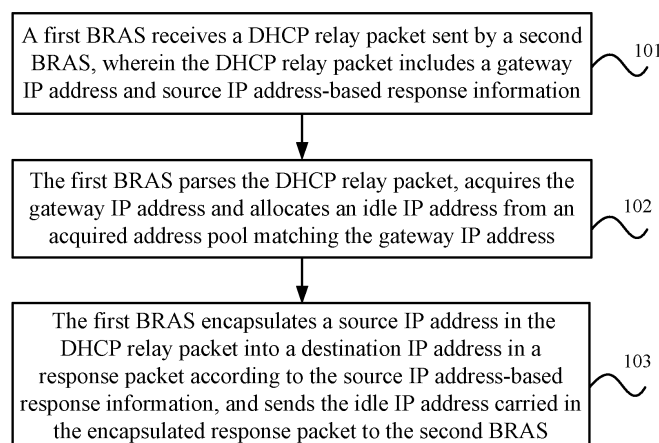 A first BRAS receives a DHCP relay packet sent by a second
BRAS, wherein the DHCP relay packet includes a gateway
IP address and source IP address-based response information
101
The first BRAS parses the DHCP relay packet, acquires the
gateway IP address and allocates an idle IP address from an
acquired address pool matching the gateway IP address
102
The first BRAS encapsulates a source IP address in the
DHCP relay packet into a destination IP address in a
response packet according to the source IP address-based
response information, and sends the idle IP address carried in
the encapsulated response packet to the second BRAS
103